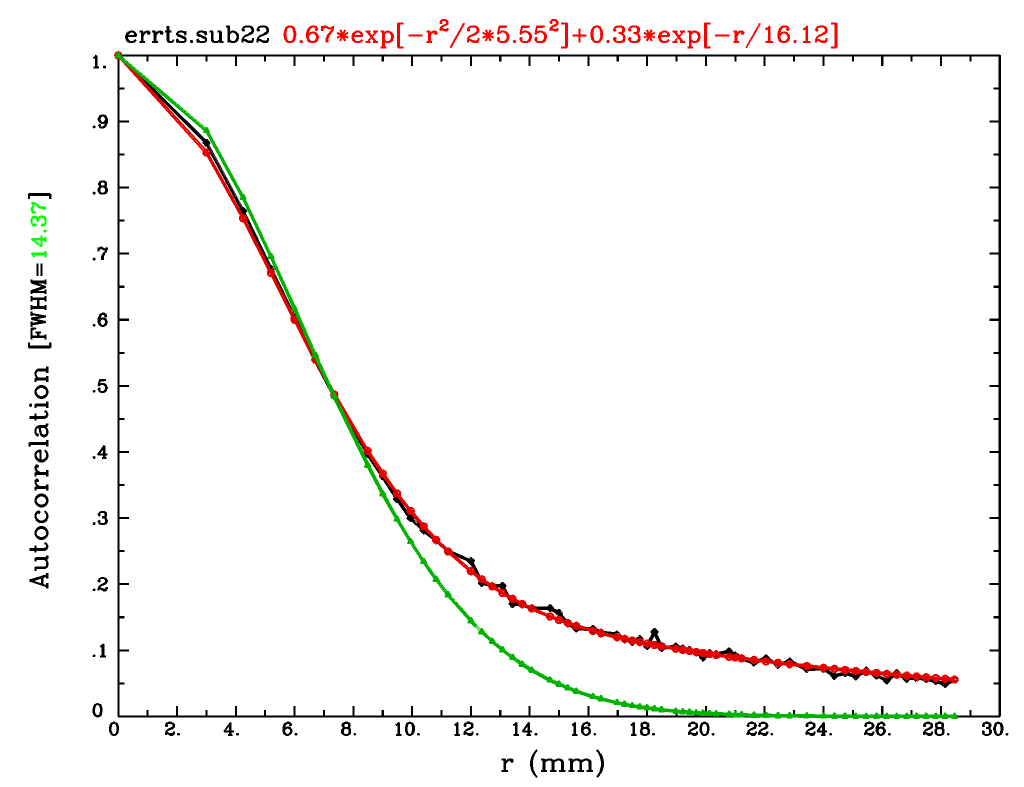 errts.sub22 0.67*exp[-r²/2*5.55²]+0.33*exp[-r/16.12]
1.
.9
.8
.7
.6
.5
.4
.3
.2
.1
0
Autocorrelation [FWHM=14.37]
0 2. 4. 6. 8. 10. 12. 14. 16. 18. 20. 22. 24. 26. 28. 30.
r (mm)